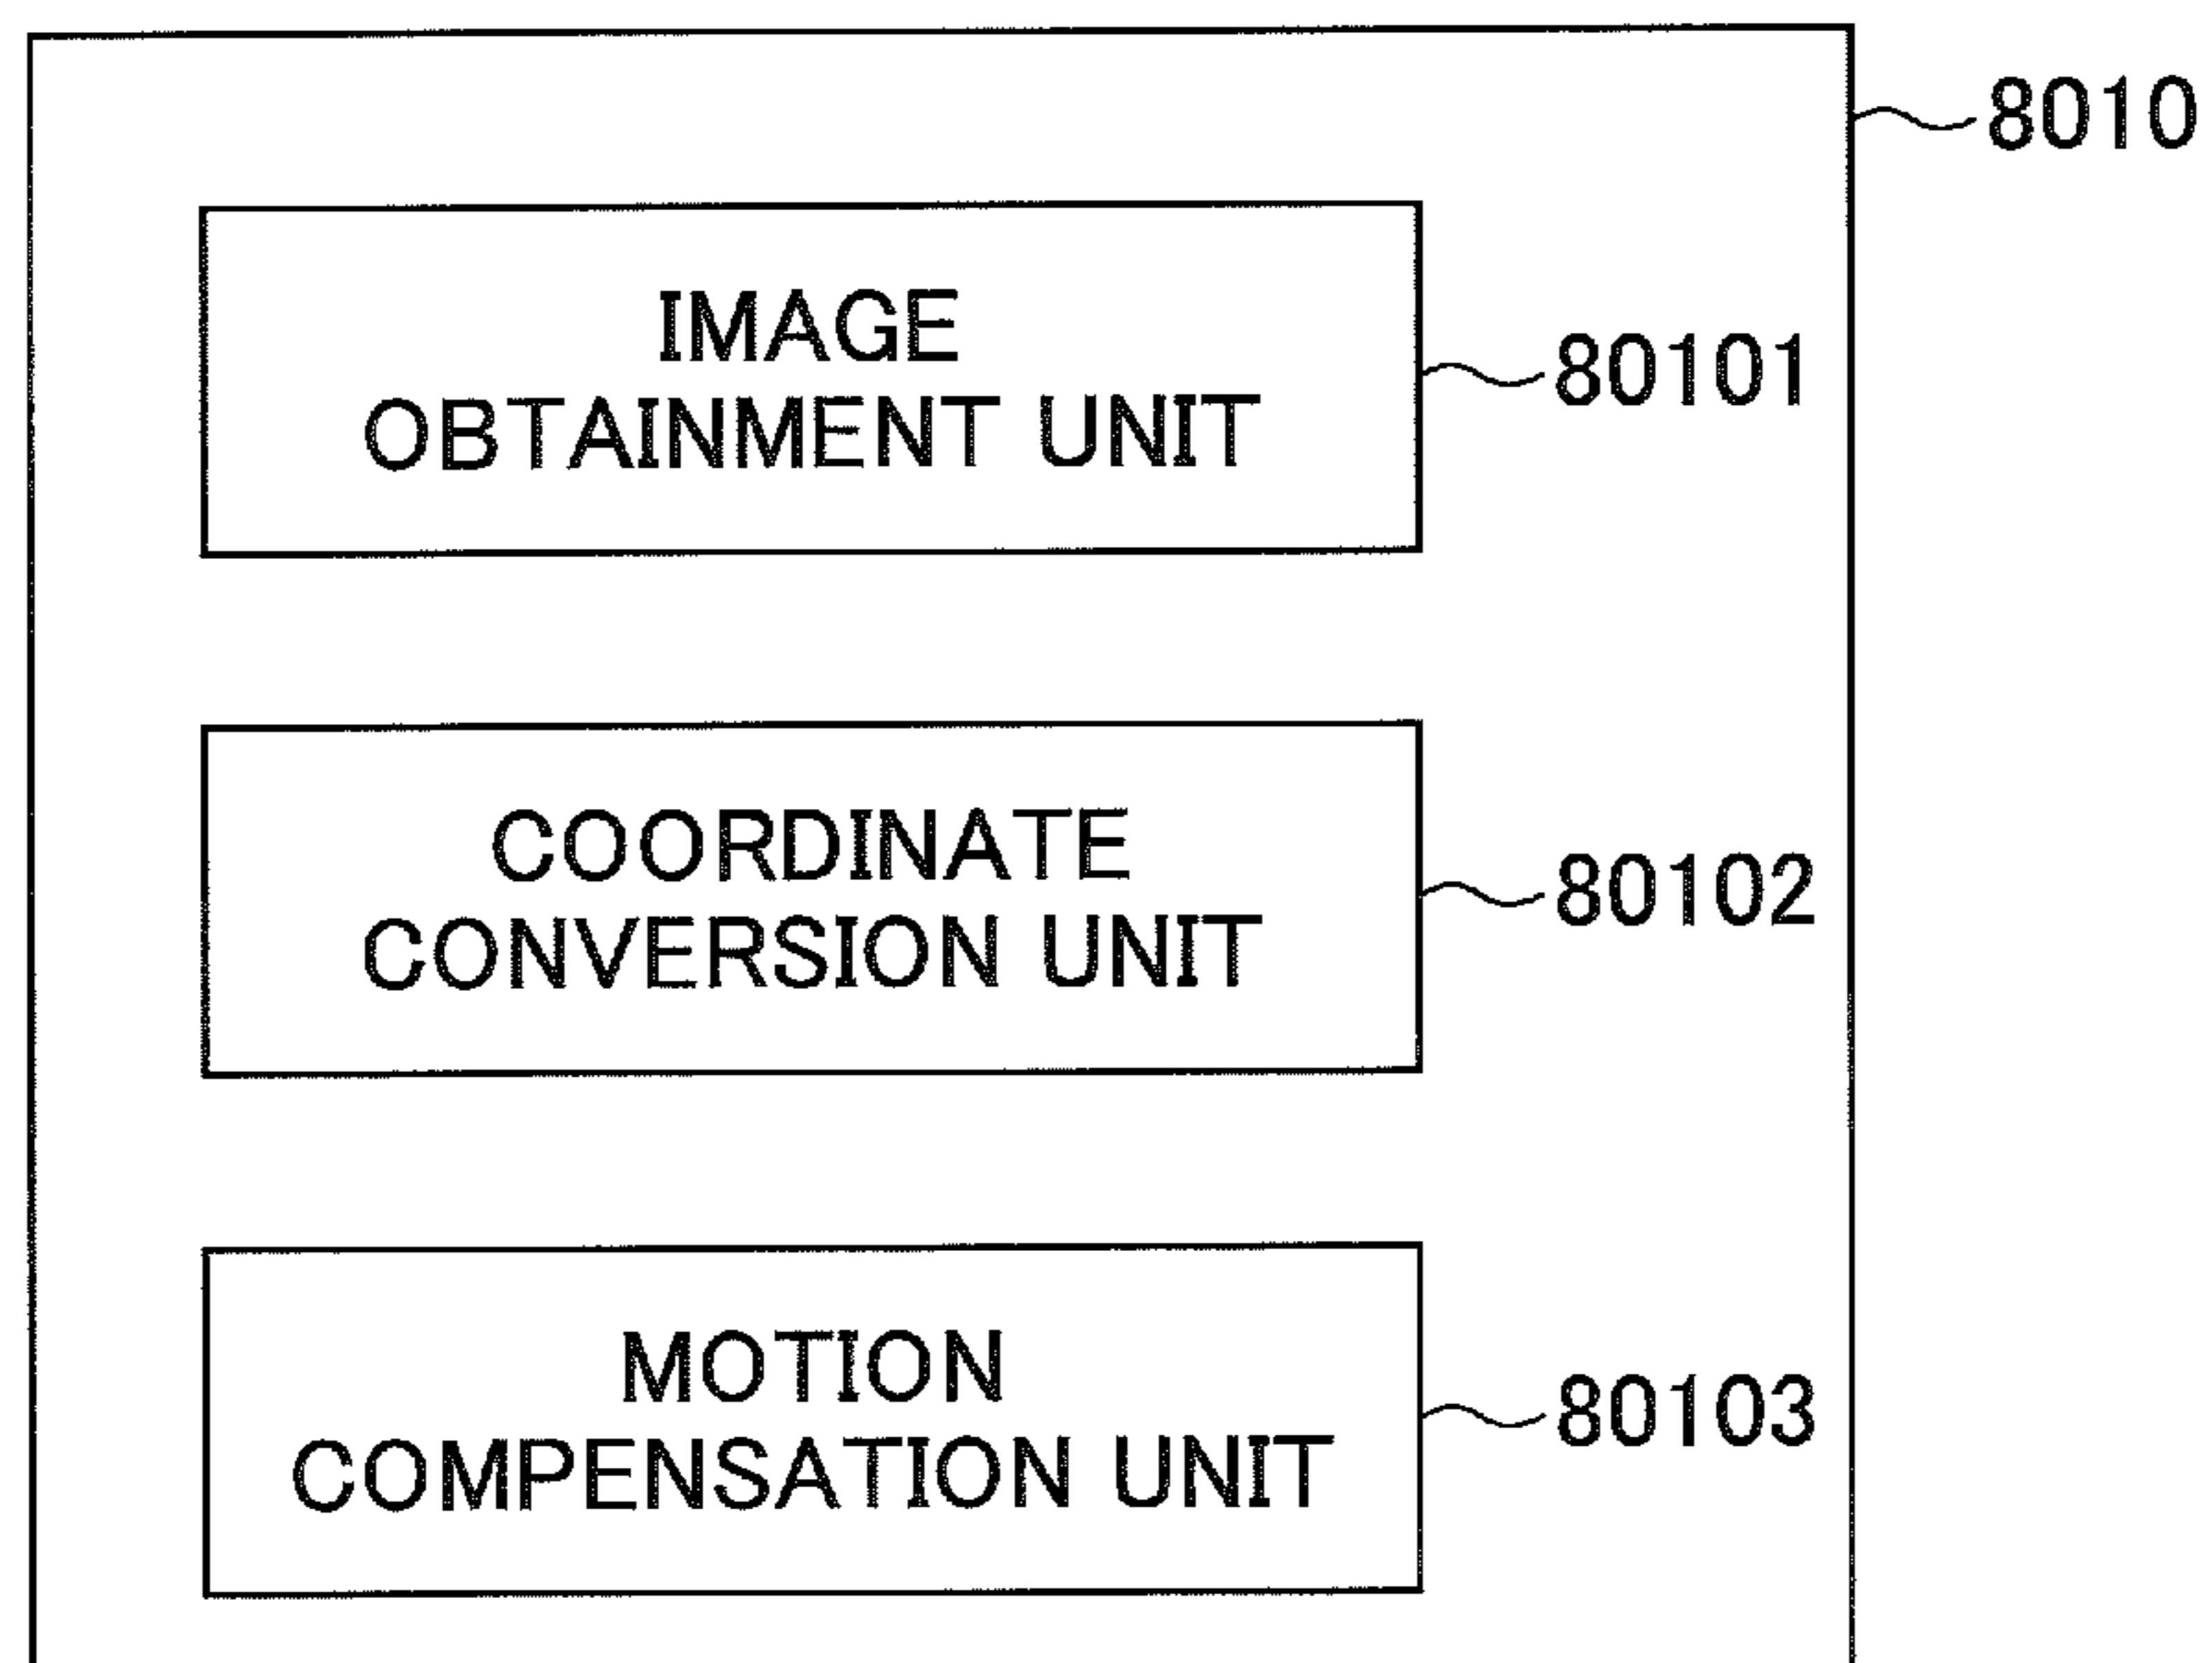 8010
IMAGE
OBTAINMENT UNIT
80101
COORDINATE
CONVERSION UNIT
80102
MOTION
COMPENSATION UNIT
80103